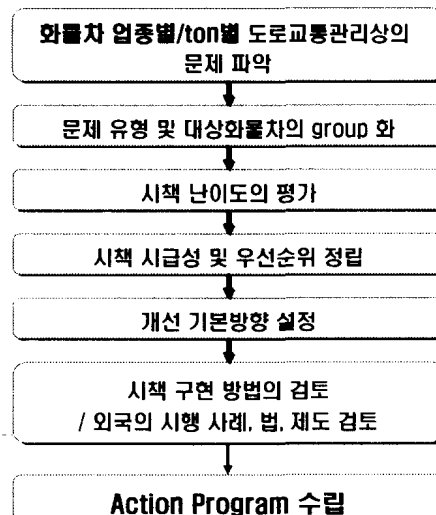 화물차 업종별/ton별 도로교통관리상의
문제 파악
문제 유형 및 대상화물차의 group 화
시책 난이도의 평가
시책 시급성 및 우선순위 정립
개선 기본방향 설정
시책 구현 방법의 검토
/ 외국의 시행 사례, 법, 제도 검토
Action Program 수립